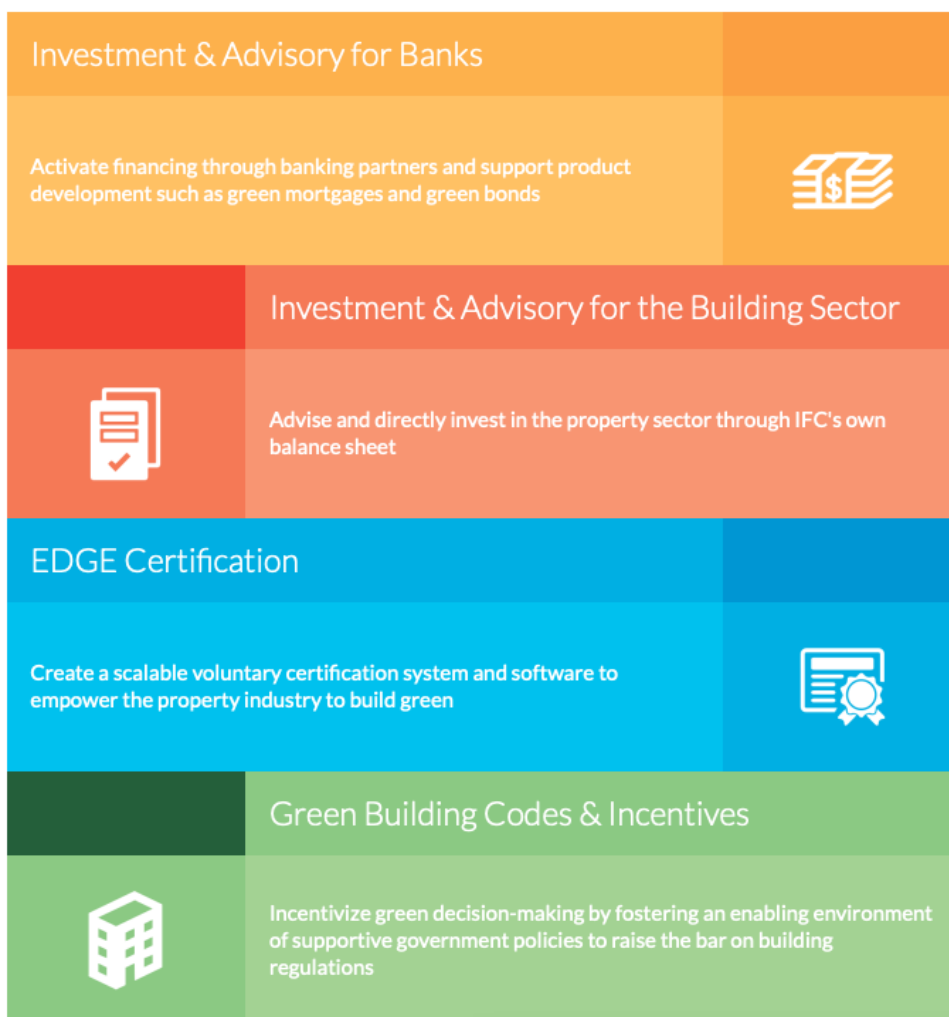 Investment & Advisory for Banks
Activate financing through banking partners and support product
development such as green mortgages and green bonds
$
Investment & Advisory for the Building Sector
Advise and directly invest in the property sector through IFC's own
balance sheet
EDGE Certification
Create a scalable voluntary certification system and software to
empower the property industry to build green
Green Building Codes & Incentives
Incentivize green decision-making by fostering an enabling environment
of supportive government policies to raise the bar on building
regulations